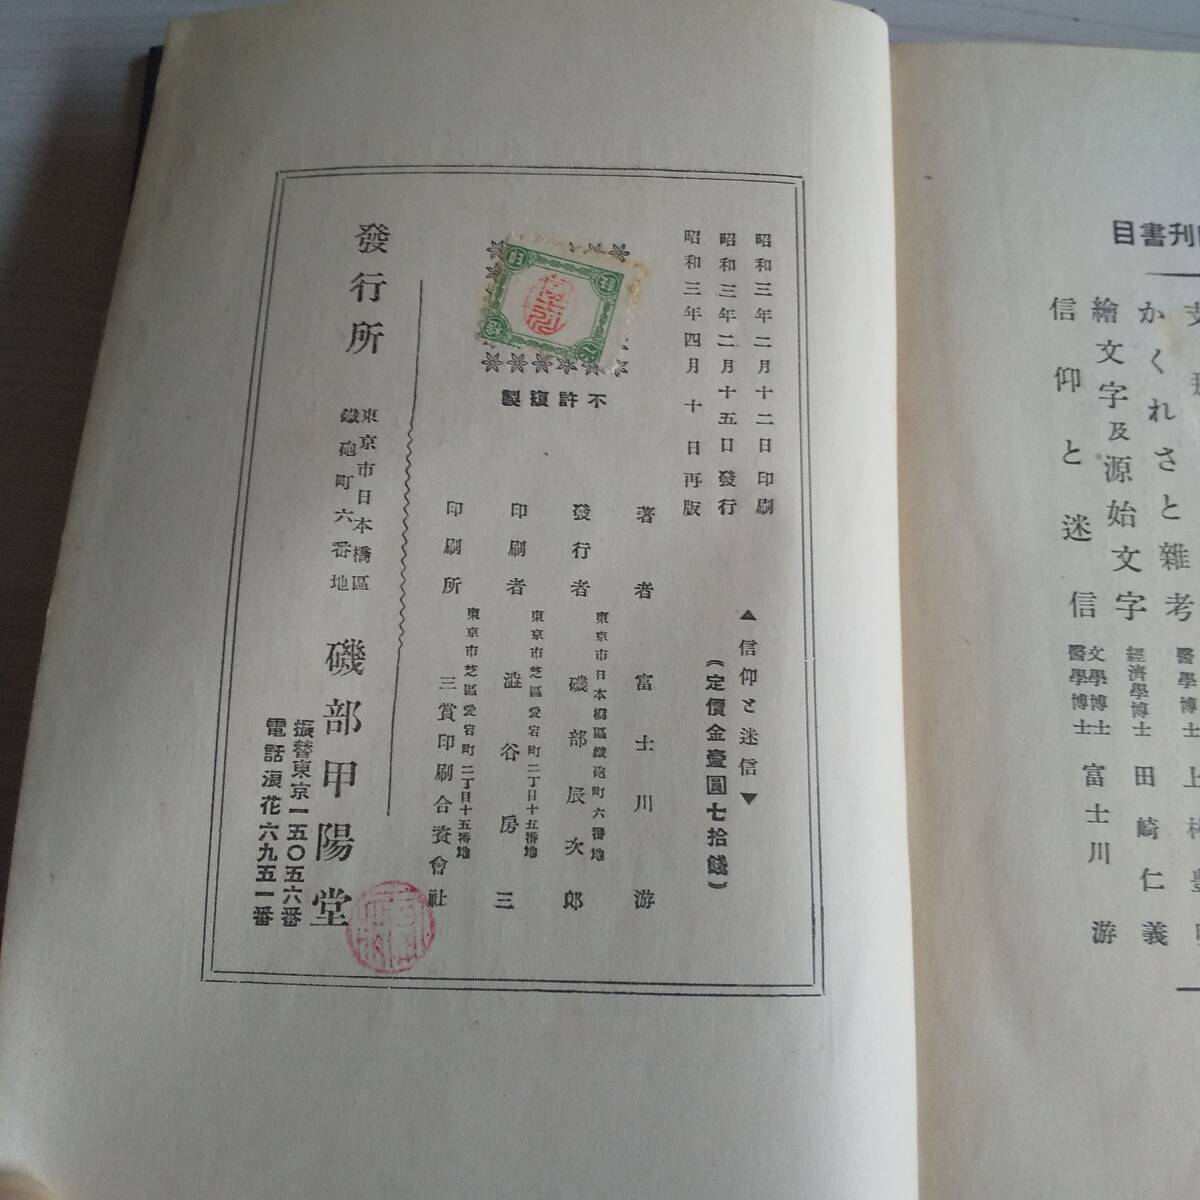 刊書目
かくれさと雜考
醫學博士
上
繪文字及源始文字
經濟學博士
田崎仁義
信仰と迷信
文學博士
醫學博士
富士川游
昭和三年二月十二日印刷
昭和三年二月十五日發行
昭和三年四月十日再版
▲信仰と迷信▼
(定價金壹圓七拾錢)
不許復製
著者 富士川游
發行者 東京市日本橋區鐵砲町六番地 磯部辰次郎
印刷者 東京市芝區愛宕町二丁目十五番地 澁谷房三
印刷所 東京市芝區愛宕町二丁目十五番地 三賞印刷合資會社
發行所
東京市日本橋區
鐵砲町六番地
磯部甲陽堂
振替東京一五〇五六番
電話浪花六九五一番